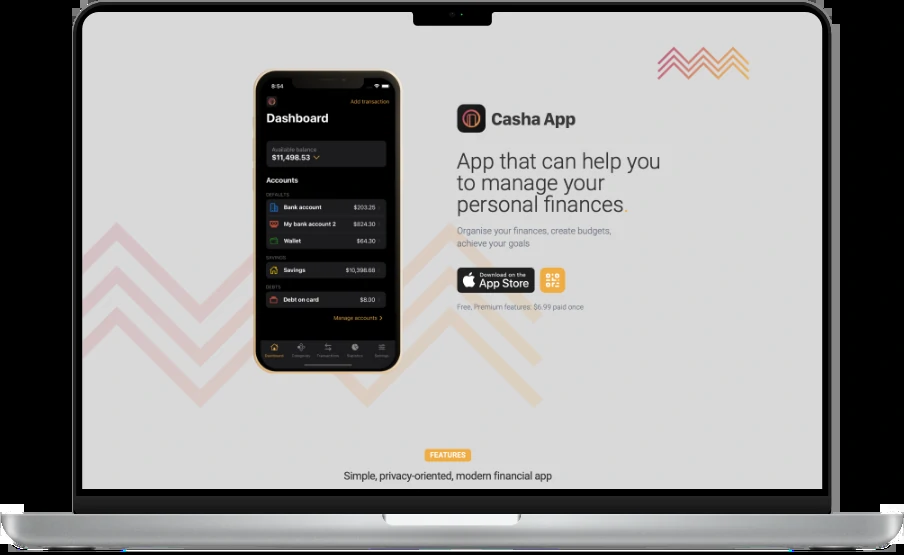 8:54
Add transaction
Dashboard
Available balance
$11,498.53
Accounts
DEFAULTS
Bank account $203.25
My bank account 2 $824.30
Wallet $64.30
SAVINGS
Savings $10,398.68
DEBTS
Debt on card $8.00
Manage accounts >
Dashboard Categories Transactions Statistics Settings
Casha App
App that can help you
to manage your
personal finances.
Organise your finances, create budgets,
achieve your goals
Download on the
App Store
Free, Premium features: $6.99 paid once
FEATURES
Simple, privacy-oriented, modern financial app